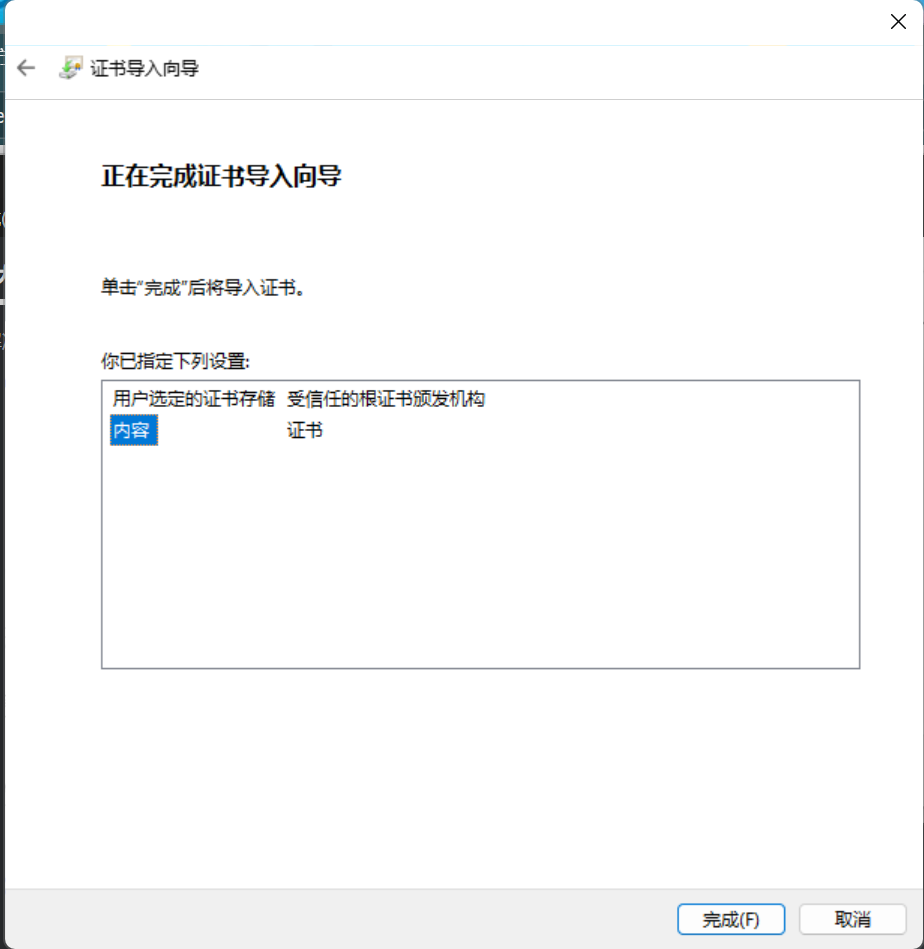 证书导入向导
正在完成证书导入向导
单击“完成”后将导入证书。
你已指定下列设置:
用户选定的证书存储 受信任的根证书颁发机构
内容 证书
完成(F) 取消